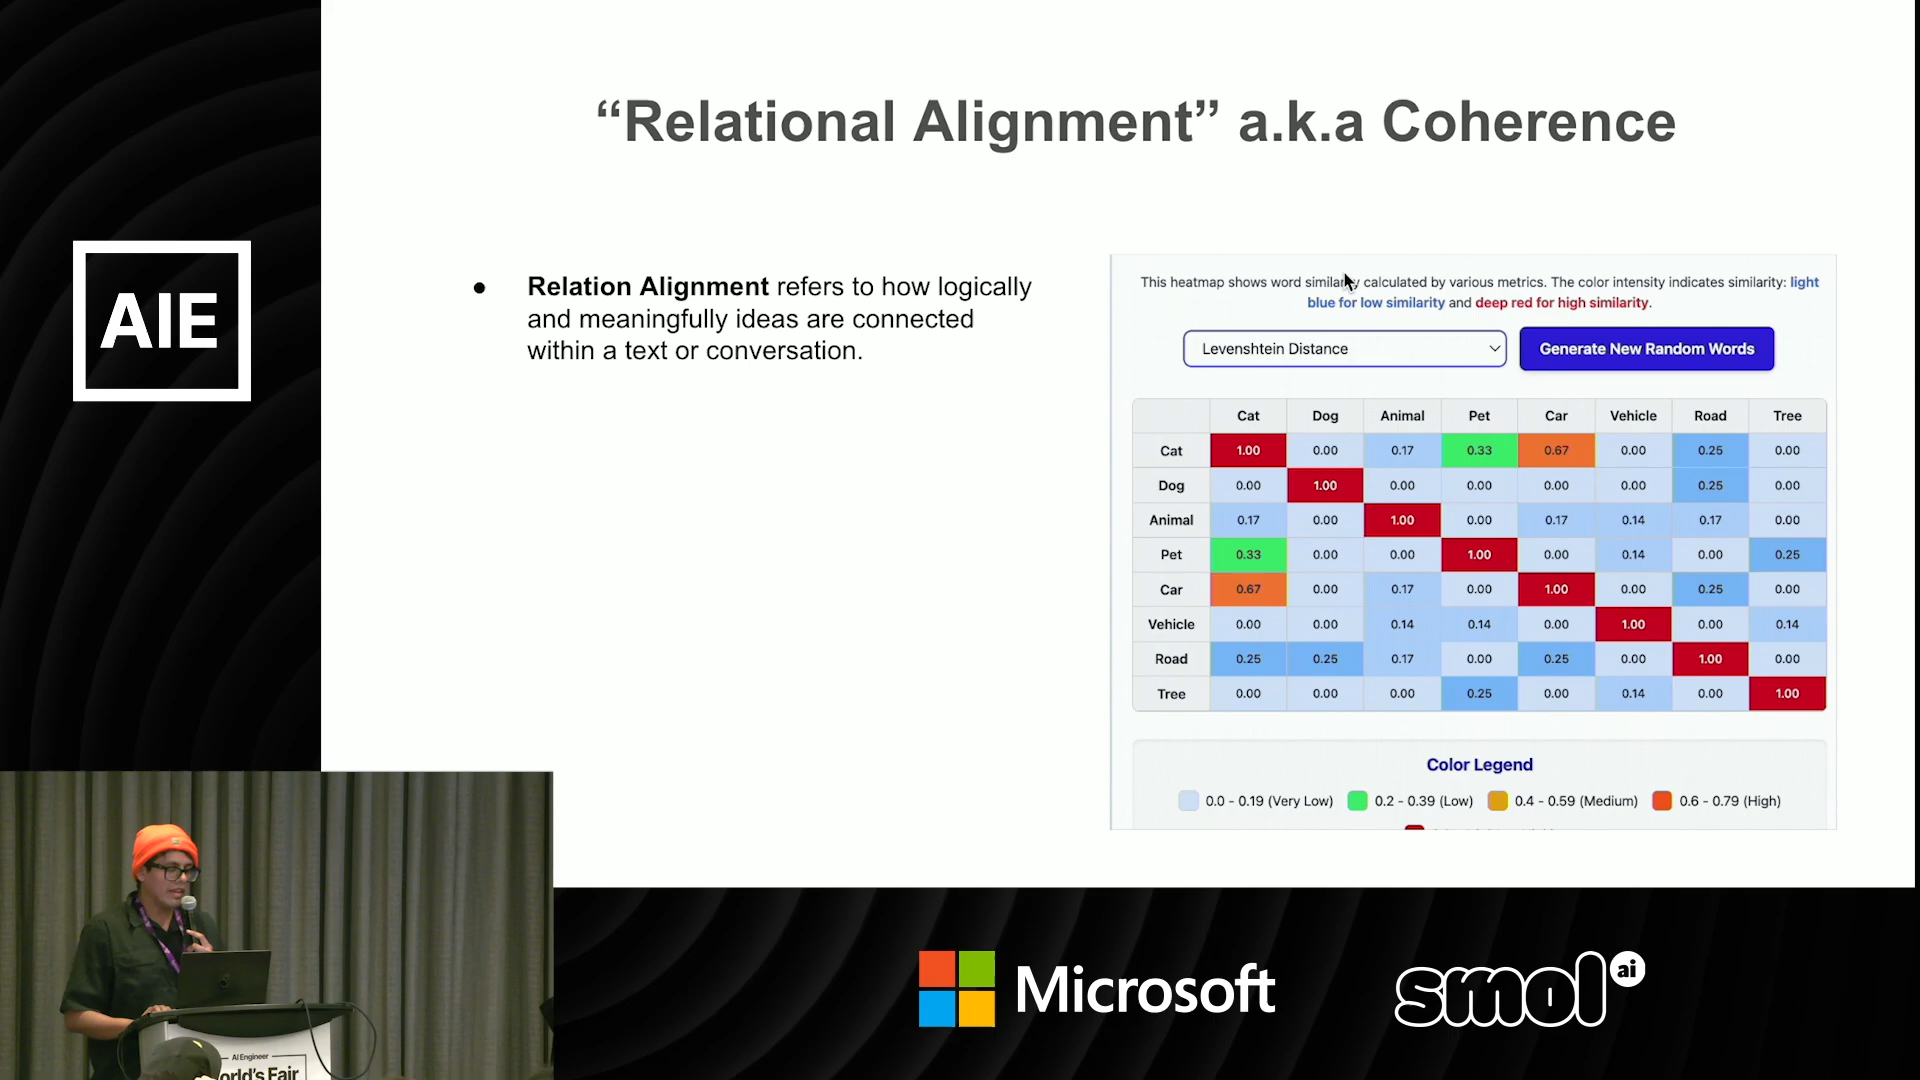 “Relational Alignment” a.k.a Coherence
AIE
● Relation Alignment refers to how logically
and meaningfully ideas are connected
within a text or conversation.
This heatmap shows word similarity calculated by various metrics. The color intensity indicates similarity: light
blue for low similarity and deep red for high similarity.
Levenshtein Distance
Generate New Random Words
Cat Dog Animal Pet Car Vehicle Road Tree
Cat 1.00 0.00 0.17 0.33 0.67 0.00 0.25 0.00
Dog 0.00 1.00 0.00 0.00 0.00 0.00 0.25 0.00
Animal 0.17 0.00 1.00 0.00 0.17 0.14 0.17 0.00
Pet 0.33 0.00 0.00 1.00 0.00 0.14 0.00 0.25
Car 0.67 0.00 0.17 0.00 1.00 0.00 0.25 0.00
Vehicle 0.00 0.00 0.14 0.14 0.00 1.00 0.00 0.14
Road 0.25 0.25 0.17 0.00 0.25 0.00 1.00 0.00
Tree 0.00 0.00 0.00 0.25 0.00 0.14 0.00 1.00
Color Legend
0.0 - 0.19 (Very Low) 0.2 - 0.39 (Low) 0.4 - 0.59 (Medium) 0.6 - 0.79 (High)
AI Engineer
orld's Fair
Microsoft
smol ai